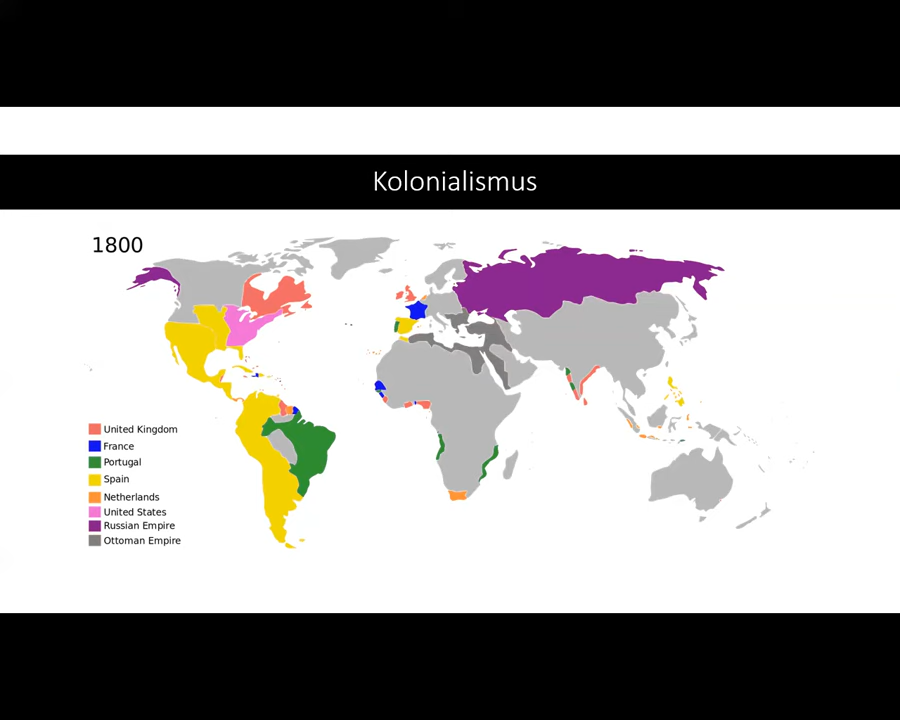 Kolonialismus
1800
United Kingdom
France
Portugal
Spain
Netherlands
United States
Russian Empire
Ottoman Empire